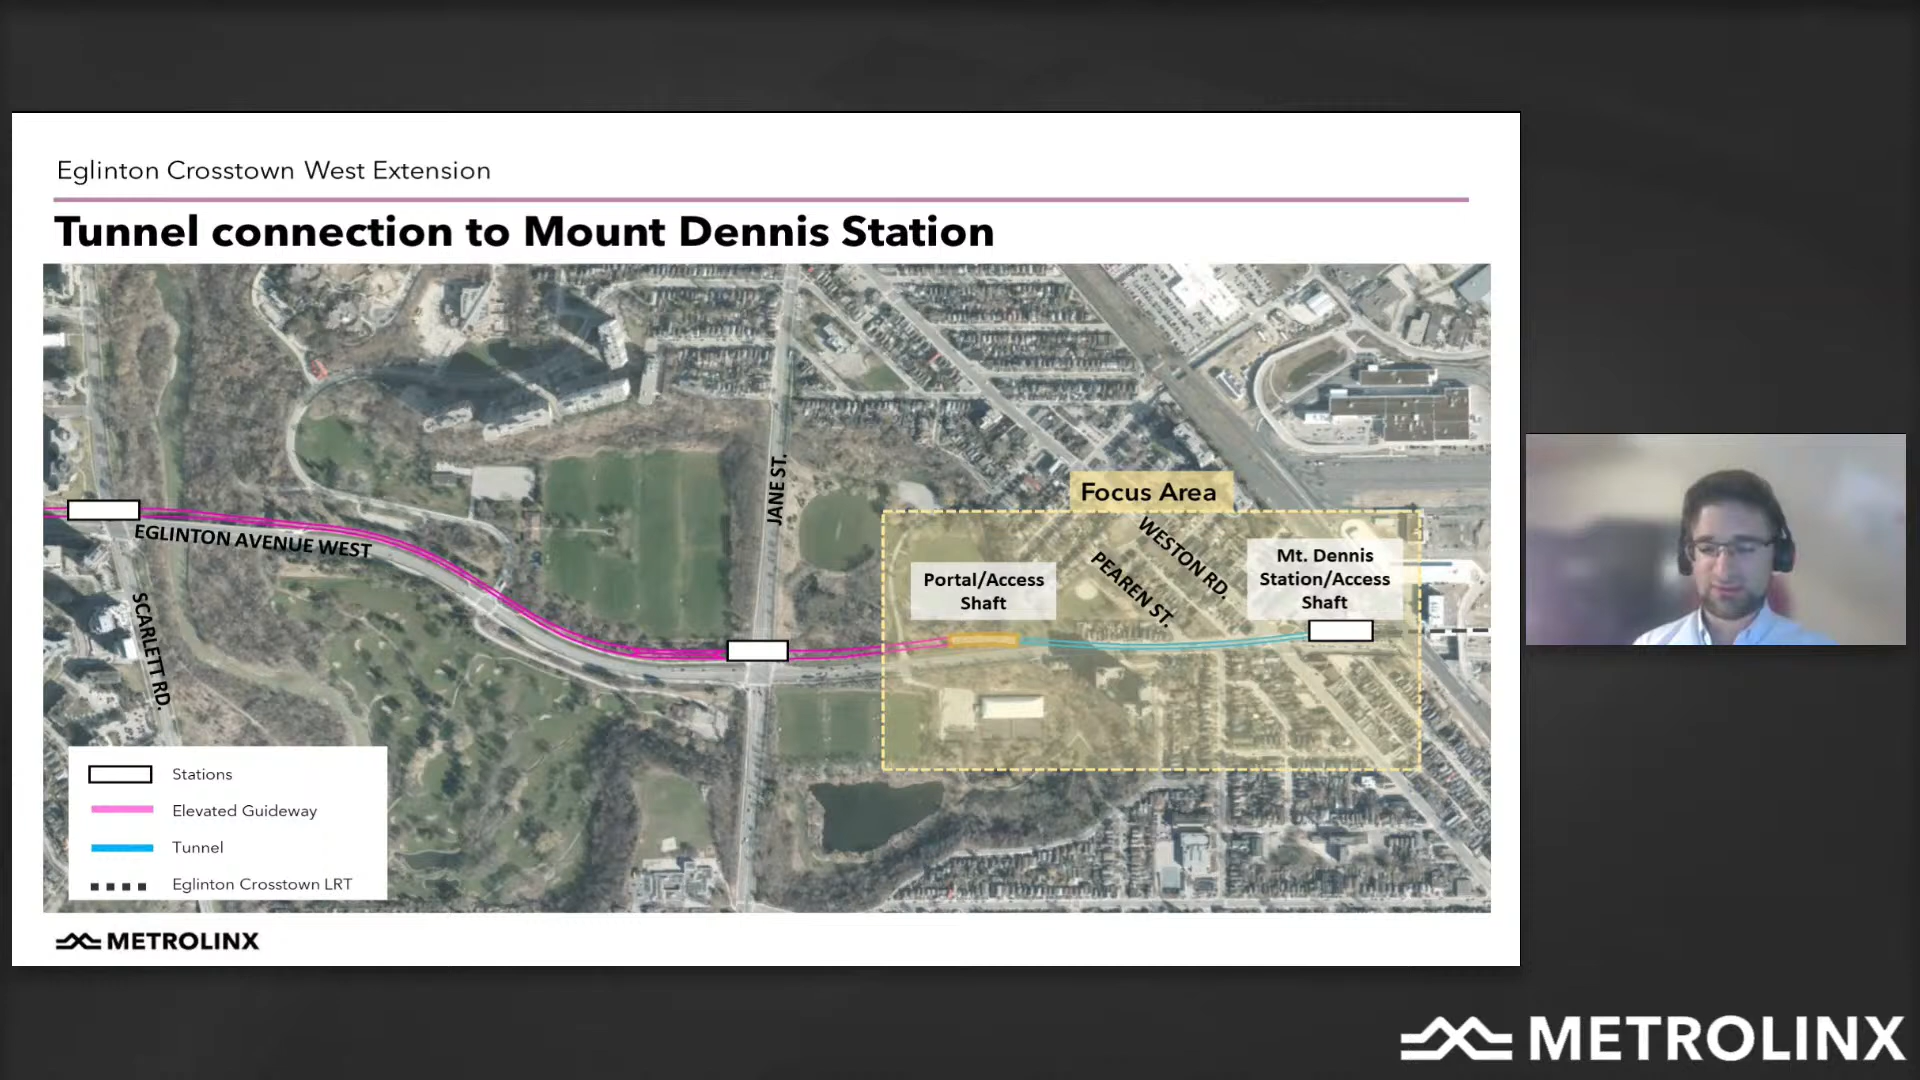 Eglinton Crosstown West Extension
Tunnel connection to Mount Dennis Station
Focus Area
JANE ST.
EGLINTON AVENUE WEST
WESTON RD.
PEAREN ST.
Portal/Access
Shaft
Mt. Dennis
Station/Access
Shaft
SCARLETT RD.
Stations
Elevated Guideway
Tunnel
Eglinton Crosstown LRT
METROLINX
METROLINX